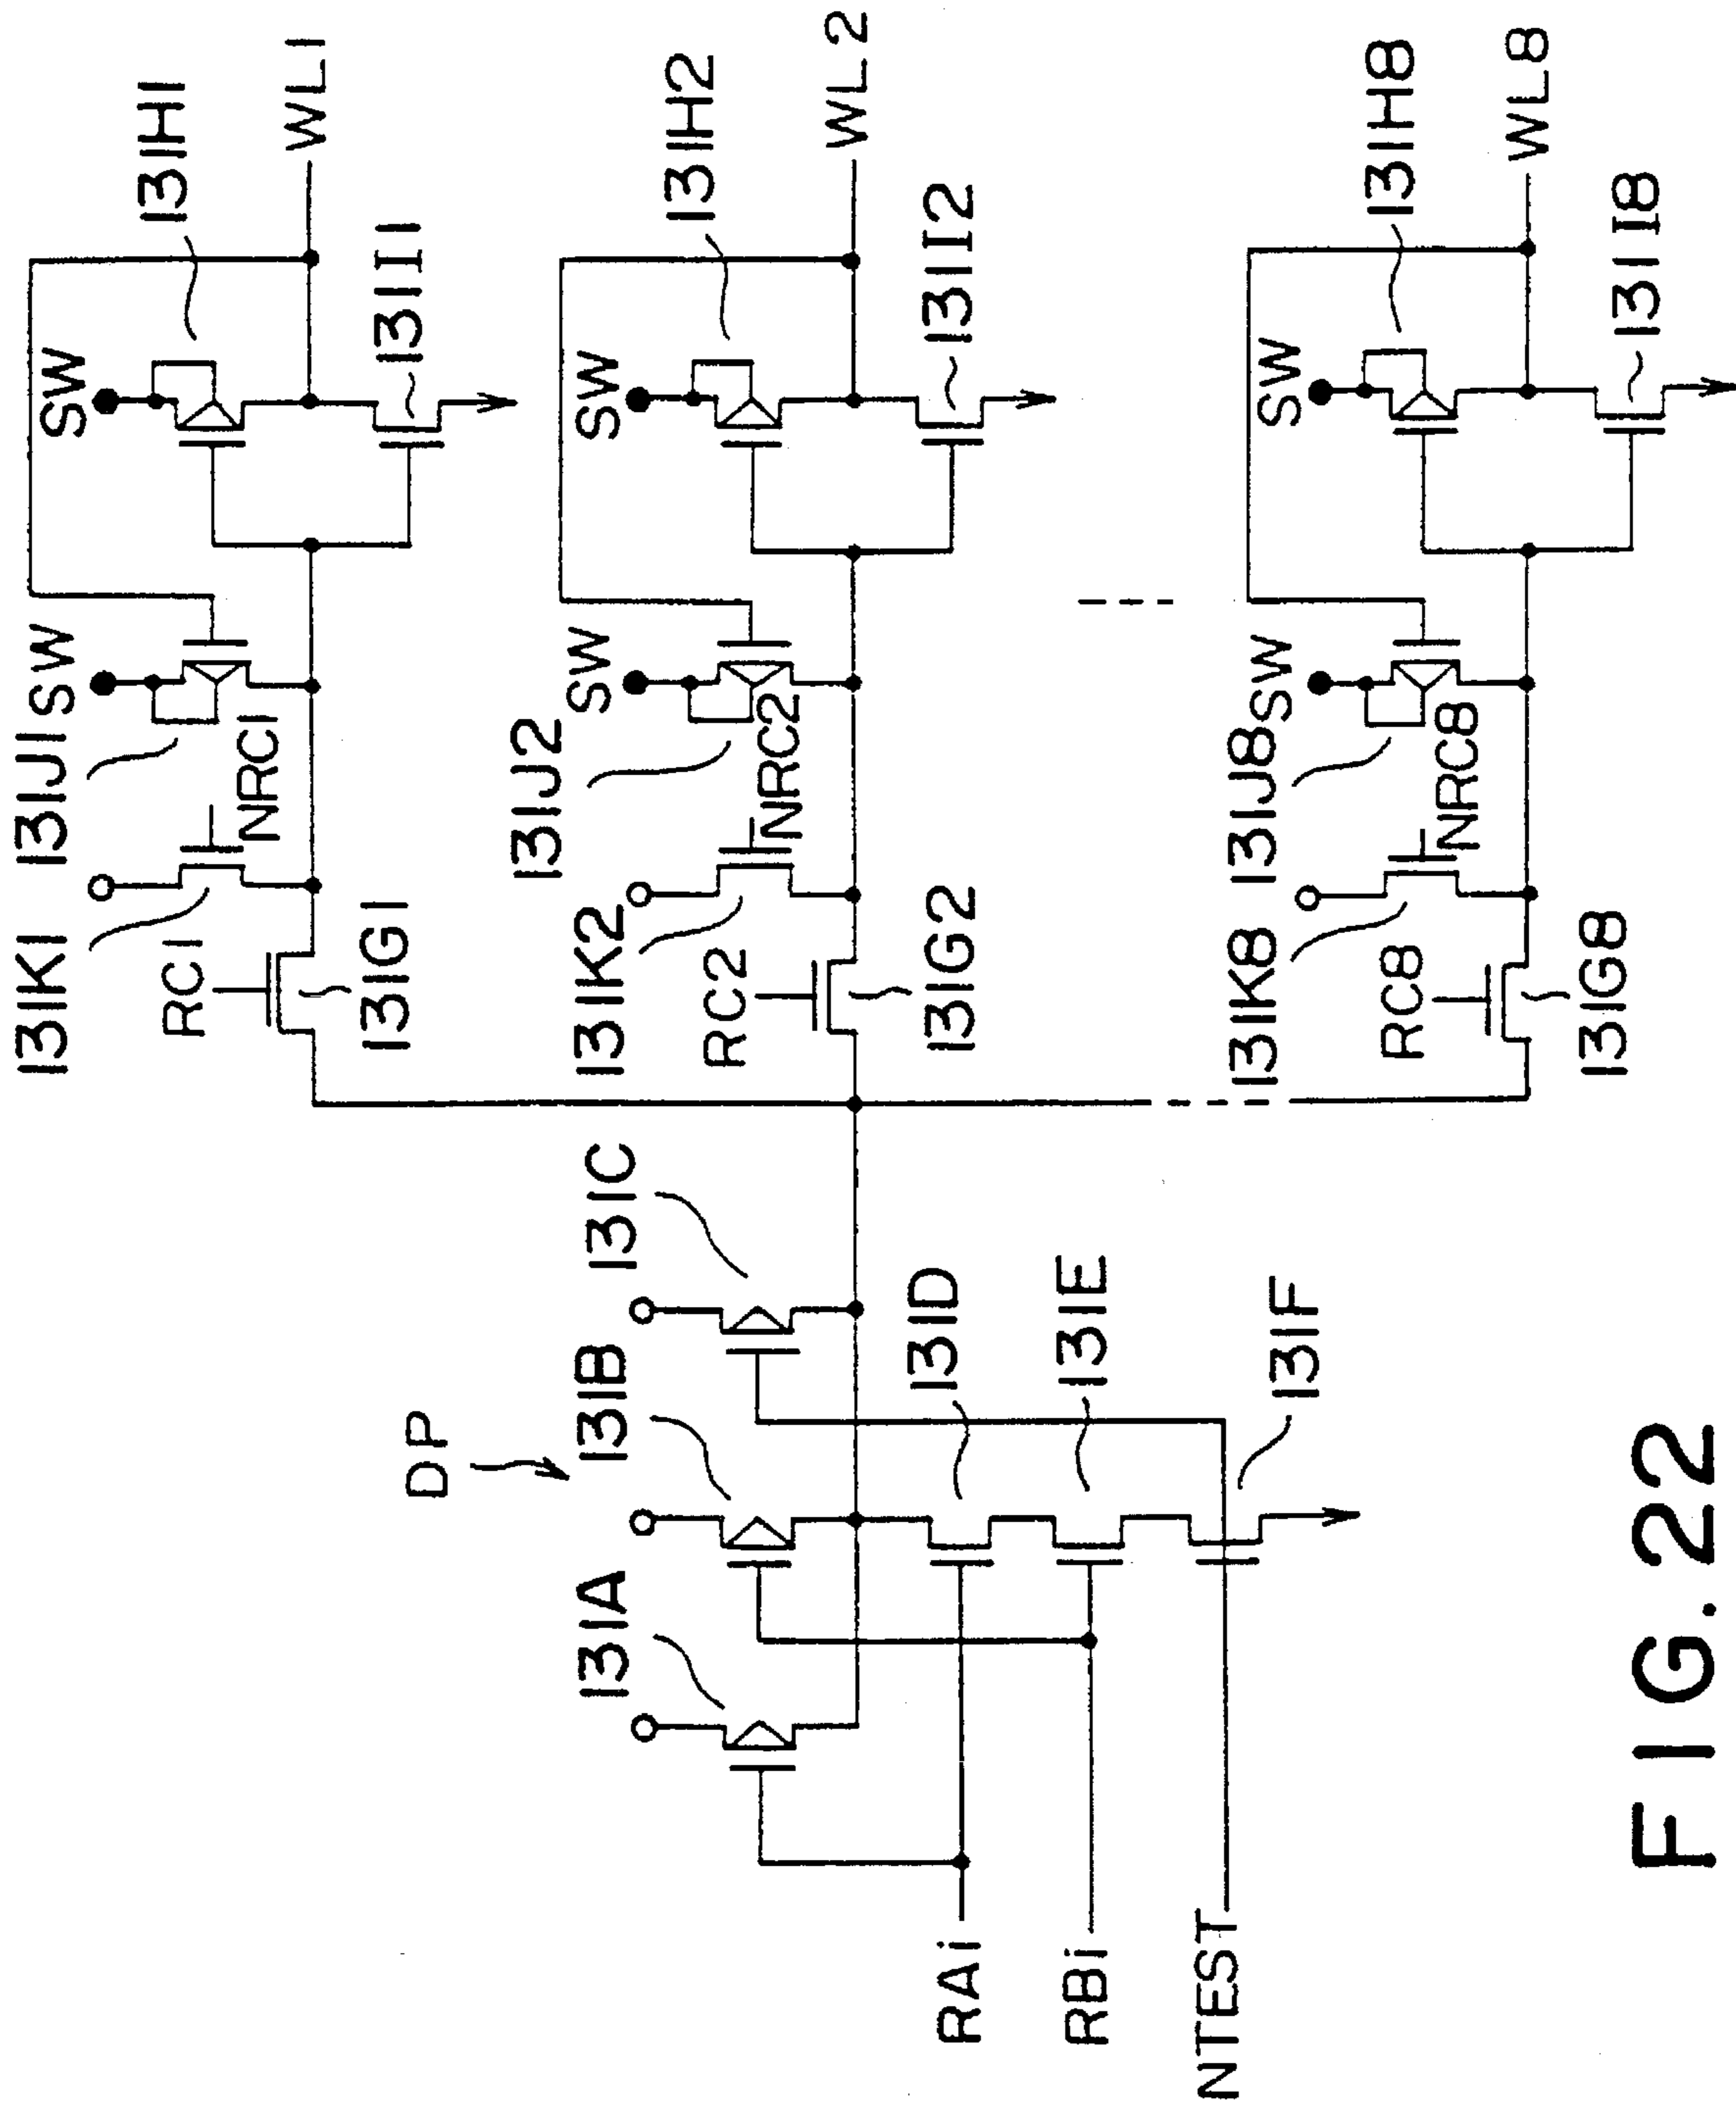 SW
131H1
WL1
131I1
131J1
SW
NRC1
131K1
RC1
131G1
SW
131H2
WL2
131I2
131J2
SW
NRC2
131K2
RC2
131G2
SW
131H8
WL8
131I8
131J8
SW
NRC8
131K8
RC8
131G8
DP
131A
131B
131C
131D
131E
131F
RAi
RBi
NTEST
FIG. 22